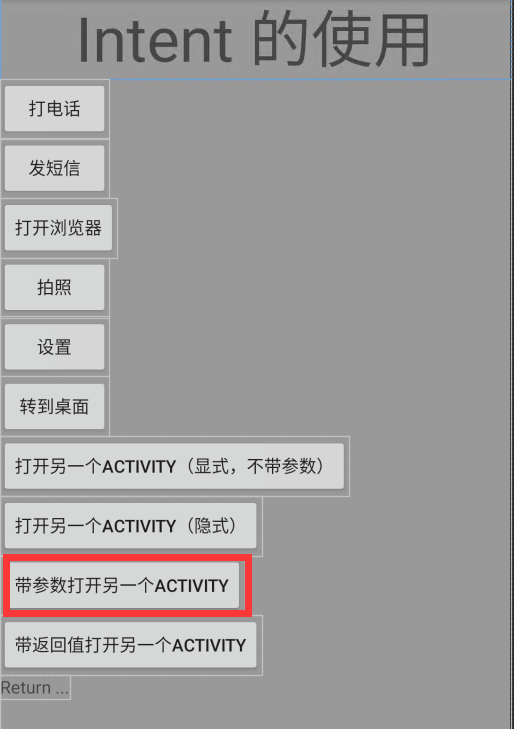 Intent 的使用
打电话
发短信
打开浏览器
拍照
设置
转到桌面
打开另一个ACTIVITY（显式，不带参数）
打开另一个ACTIVITY（隐式）
带参数打开另一个ACTIVITY
带返回值打开另一个ACTIVITY
Return ...